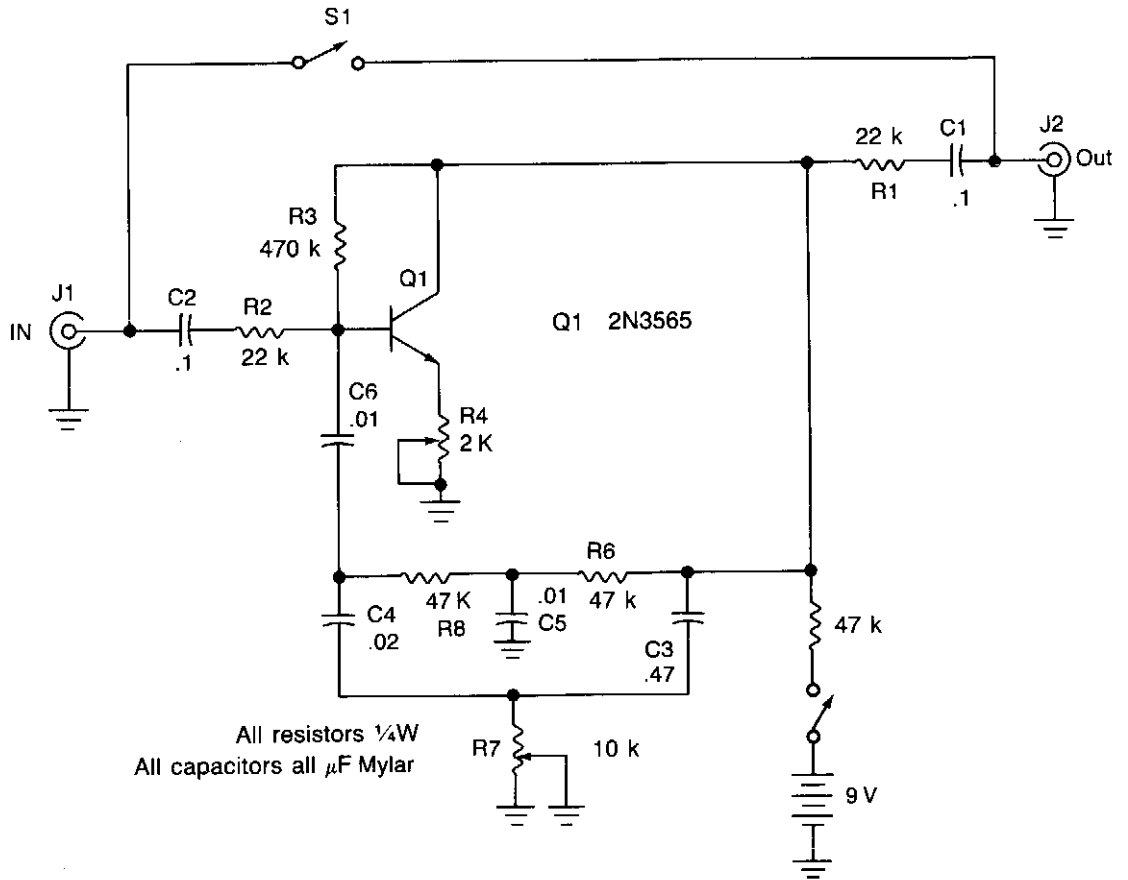 S1
22 k
C1
J2
Out
R1
.1
R3
470 k
Q1
J1
C2
R2
Q1 2N3565
IN
.1
22 k
C6
.01
R4
2 K
R6
47 K
.01
47 k
C4
R8
C5
.02
C3
.47
47 k
All resistors ¼W
R7
10 k
All capacitors all μF Mylar
9 V